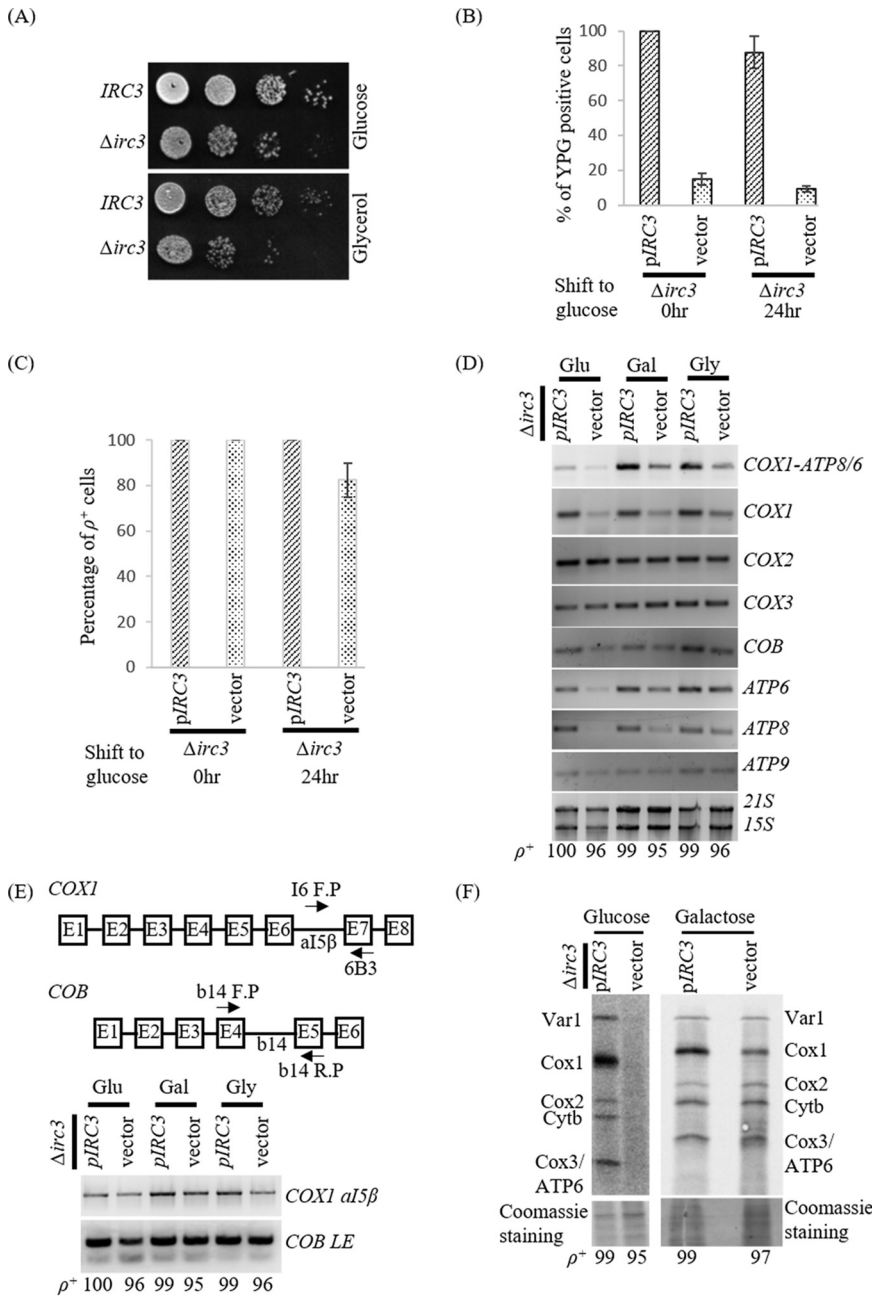 (A)
IRC3
Δirc3
Glucose
IRC3
Δirc3
Glycerol
(B)
% of YPG positive cells
100
80
60
40
20
0
pIRC3
vector
pIRC3
vector
Shift to glucose
Δirc3
0hr
Δirc3
24hr
(C)
Percentage of ρ+ cells
100
80
60
40
20
0
pIRC3
vector
pIRC3
vector
Shift to
glucose
Δirc3
0hr
Δirc3
24hr
(D)
Glu Gal Gly
Δirc3
pIRC3
vector
pIRC3
vector
pIRC3
vector
COX1-ATP8/6
COX1
COX2
COX3
COB
ATP6
ATP8
ATP9
21S
15S
ρ+ 100 96 99 95 99 96
(E)
COX1
I6 F.P
E1 E2 E3 E4 E5 E6 E7 E8
aI5β
6B3
COB
b14 F.P
E1 E2 E3 E4 E5 E6
b14
b14 R.P
Glu Gal Gly
Δirc3
pIRC3
vector
pIRC3
vector
pIRC3
vector
COX1 aI5β
COB LE
ρ+ 100 96 99 95 99 96
(F)
Glucose Galactose
Δirc3
pIRC3
vector
pIRC3
vector
Var1
Cox1
Cox2
Cytb
Cox3/
ATP6
Coomassie
staining
Var1
Cox1
Cox2
Cytb
Cox3/
ATP6
Coomassie
staining
ρ+ 99 95 99 97